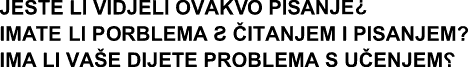 JESTE LI VIDJELI OVAKVO PISANJE¿
IMATE LI PORBLEMA Ƨ ČITANJEM I PISANJEM?
IMA LI VAŠE DIJETE PROBLEMA S UČENJEM⸮